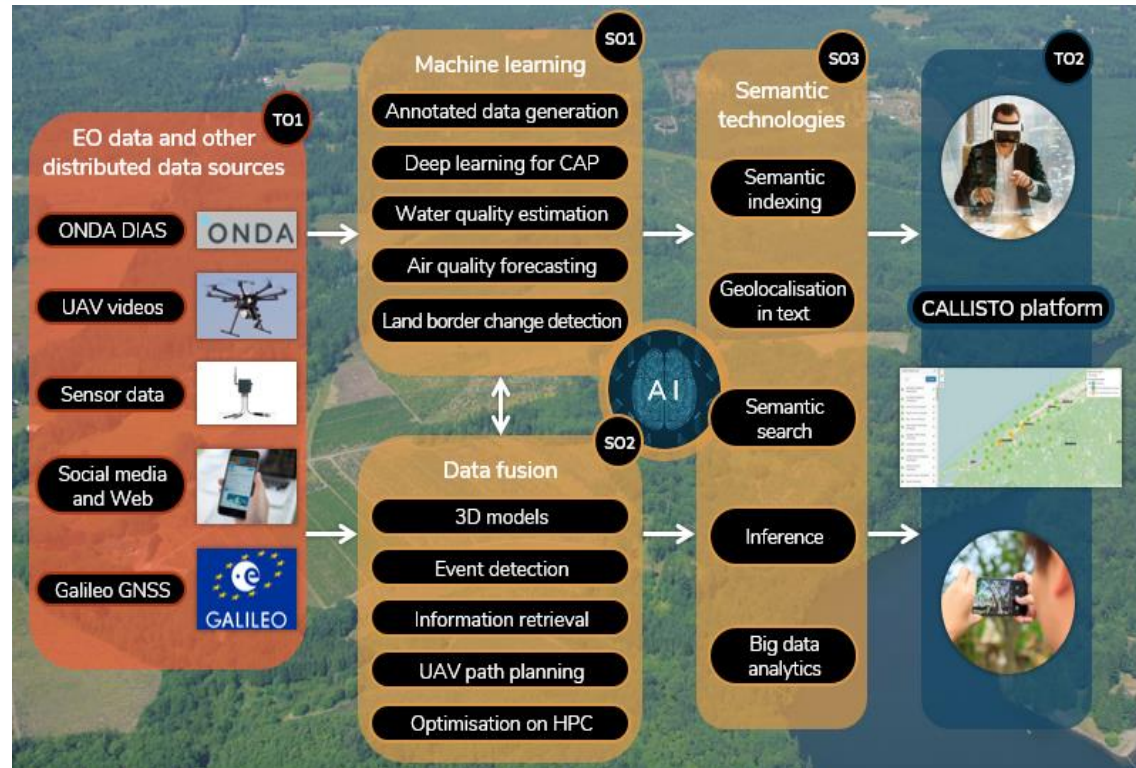 TO1
EO data and other
distributed data sources
ONDA DIAS
ONDA
UAV videos
Sensor data
Social media
and Web
Galileo GNSS
GALILEO
SO1
Machine learning
Annotated data generation
Deep learning for CAP
Water quality estimation
Air quality forecasting
Land border change detection
AI
SO2
Data fusion
3D models
Event detection
Information retrieval
UAV path planning
Optimisation on HPC
SO3
Semantic
technologies
Semantic
indexing
Geolocalisation
in text
Semantic
search
Inference
Big data
analytics
TO2
CALLISTO platform